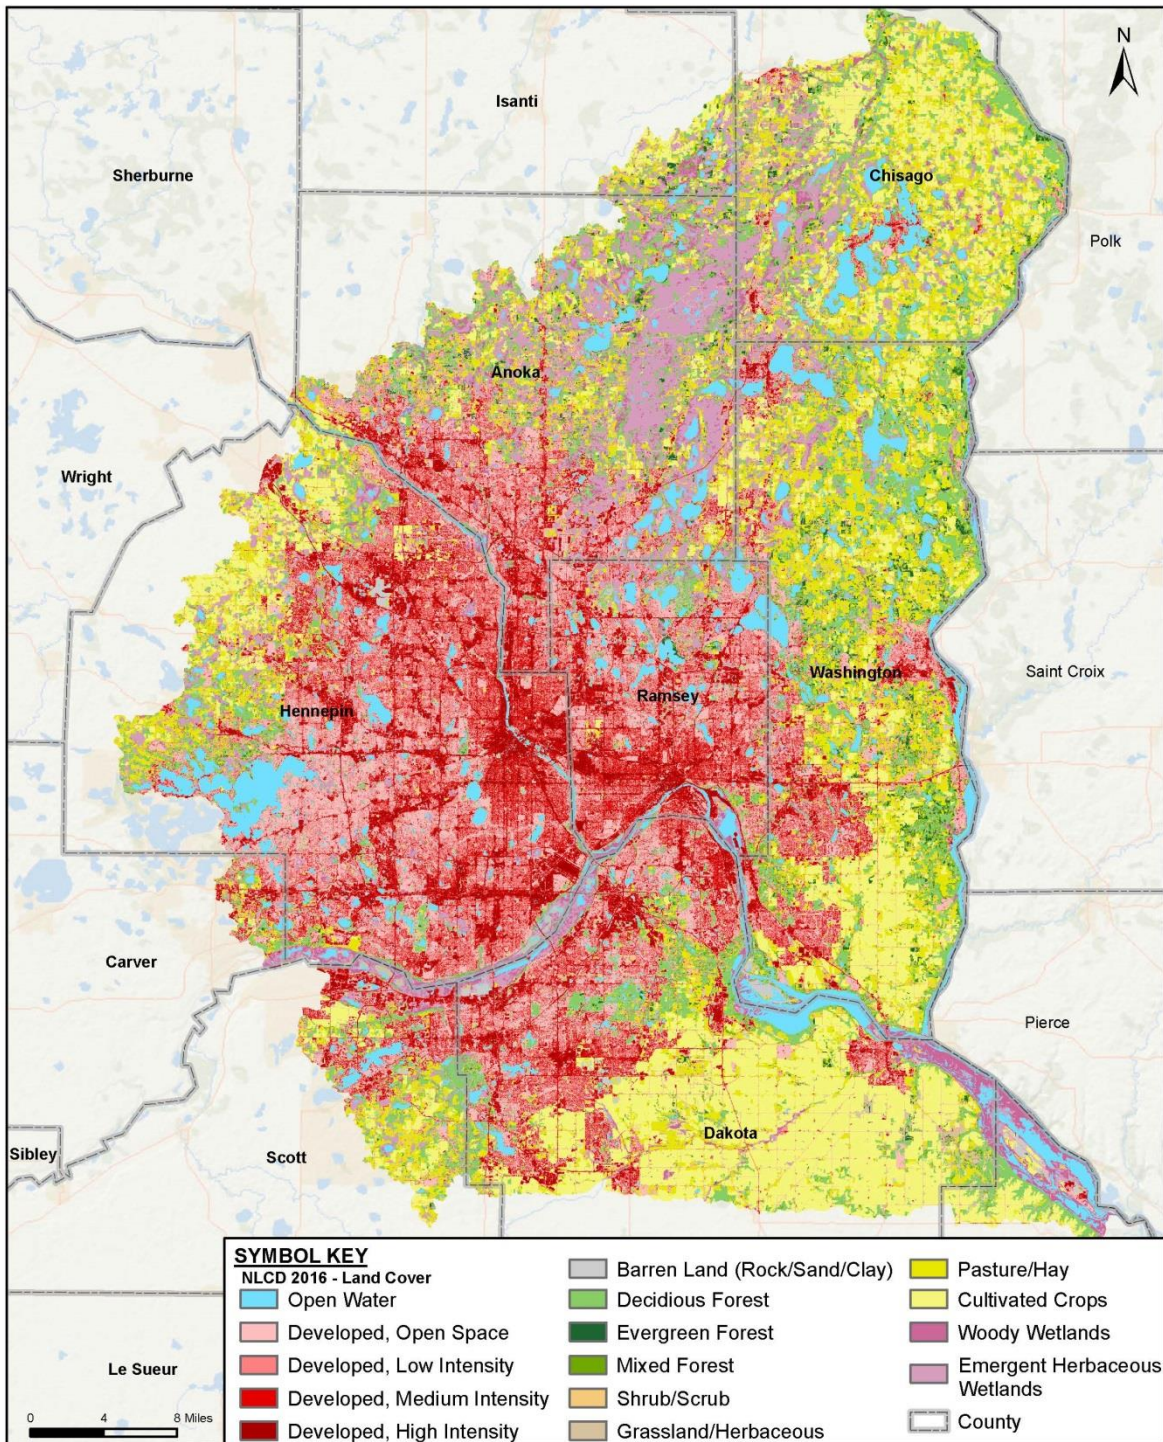 N
Isanti
Sherburne
Chisago
Polk
Anoka
Wright
Saint Croix
Washington
Ramsey
Hennepin
Carver
Pierce
Dakota
Sibley
Scott
Le Sueur
0 4 8 Miles
SYMBOL KEY
NLCD 2016 - Land Cover
Open Water
Developed, Open Space
Developed, Low Intensity
Developed, Medium Intensity
Developed, High Intensity
Barren Land (Rock/Sand/Clay)
Decidious Forest
Evergreen Forest
Mixed Forest
Shrub/Scrub
Grassland/Herbaceous
Pasture/Hay
Cultivated Crops
Woody Wetlands
Emergent Herbaceous
Wetlands
County